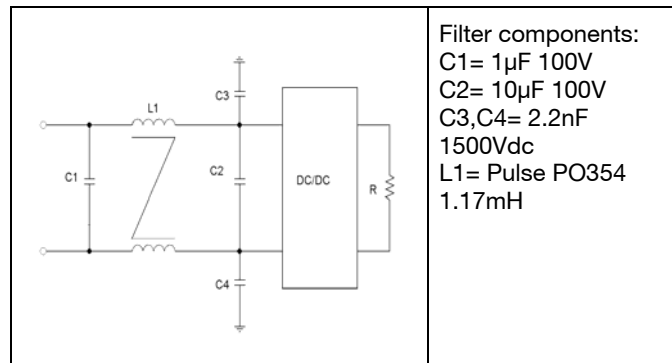 C3
L1
C1
C2
DC/DC
R
C4
Filter components:
C1= 1µF 100V
C2= 10µF 100V
C3,C4= 2.2nF
1500Vdc
L1= Pulse PO354
1.17mH